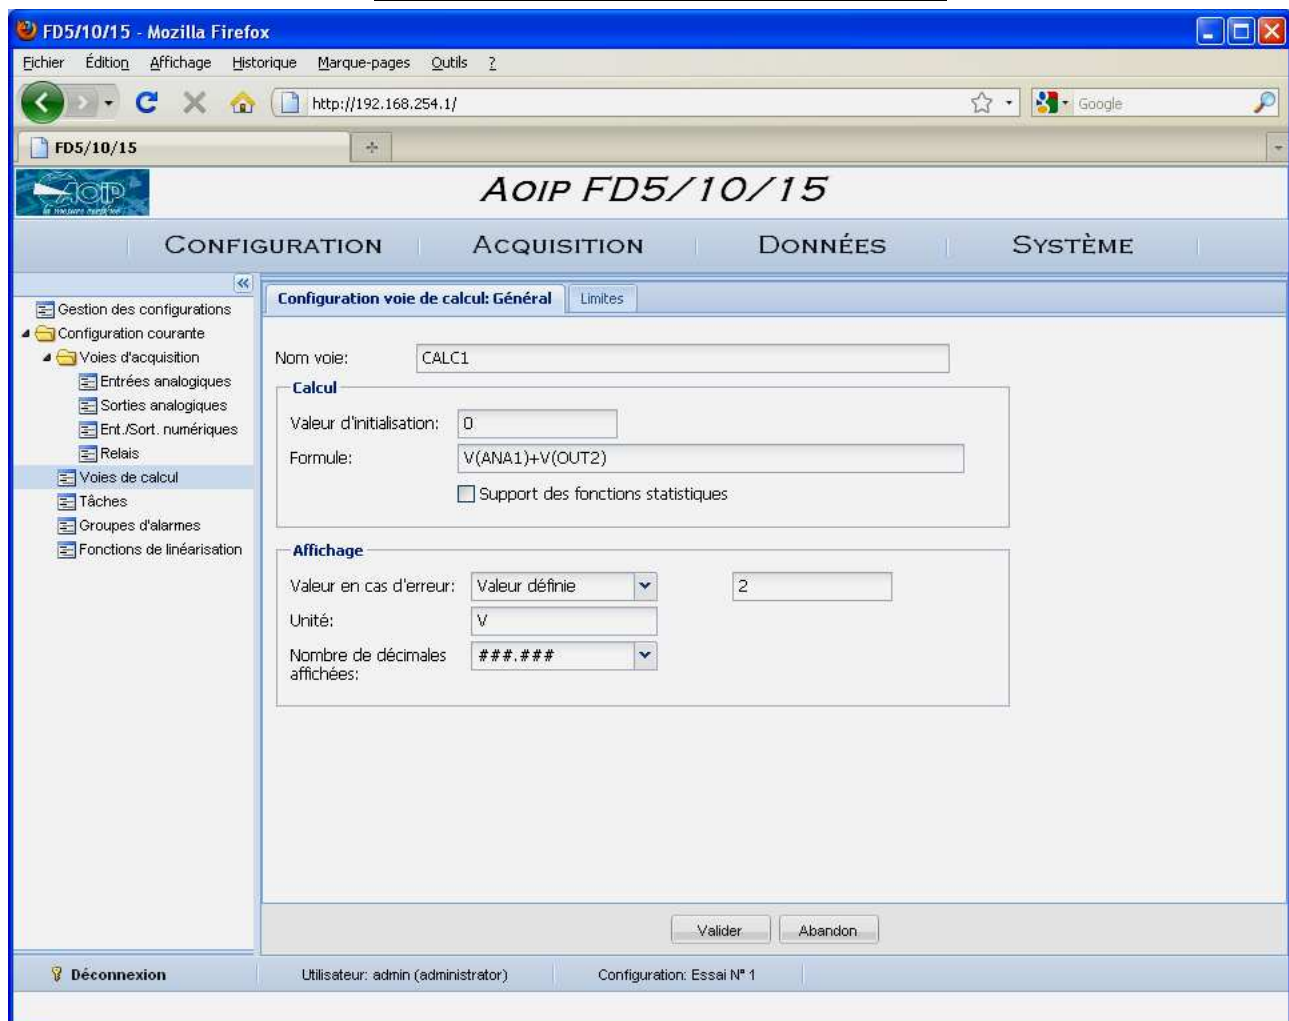 FD5/10/15 - Mozilla Firefox
Fichier Édition Affichage Historique Marque-pages Outils ?
http://192.168.254.1/ Google
FD5/10/15
AOIP
AOIP FD5/10/15
CONFIGURATION ACQUISITION DONNÉES SYSTÈME
Gestion des configurations
Configuration courante
Voies d'acquisition
Entrées analogiques
Sorties analogiques
Ent./Sort. numériques
Relais
Voies de calcul
Tâches
Groupes d'alarmes
Fonctions de linéarisation
Configuration voie de calcul: Général Limites
Nom voie: CALC1
Calcul
Valeur d'initialisation: 0
Formule: V(ANA1)+V(OUT2)
Support des fonctions statistiques
Affichage
Valeur en cas d'erreur: Valeur définie 2
Unité: V
Nombre de décimales ###.###
affichées:
Valider Abandon
Déconnexion Utilisateur: admin (administrator) Configuration: Essai N° 1